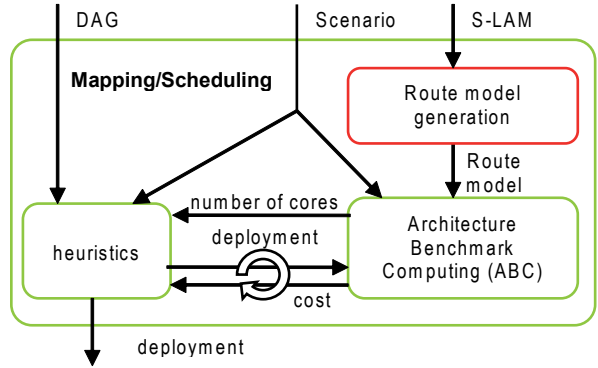 DAG
Scenario
S-LAM
Mapping/Scheduling
Route model
generation
Route
model
number of cores
Architecture
Benchmark
Computing (ABC)
deployment
heuristics
cost
deployment